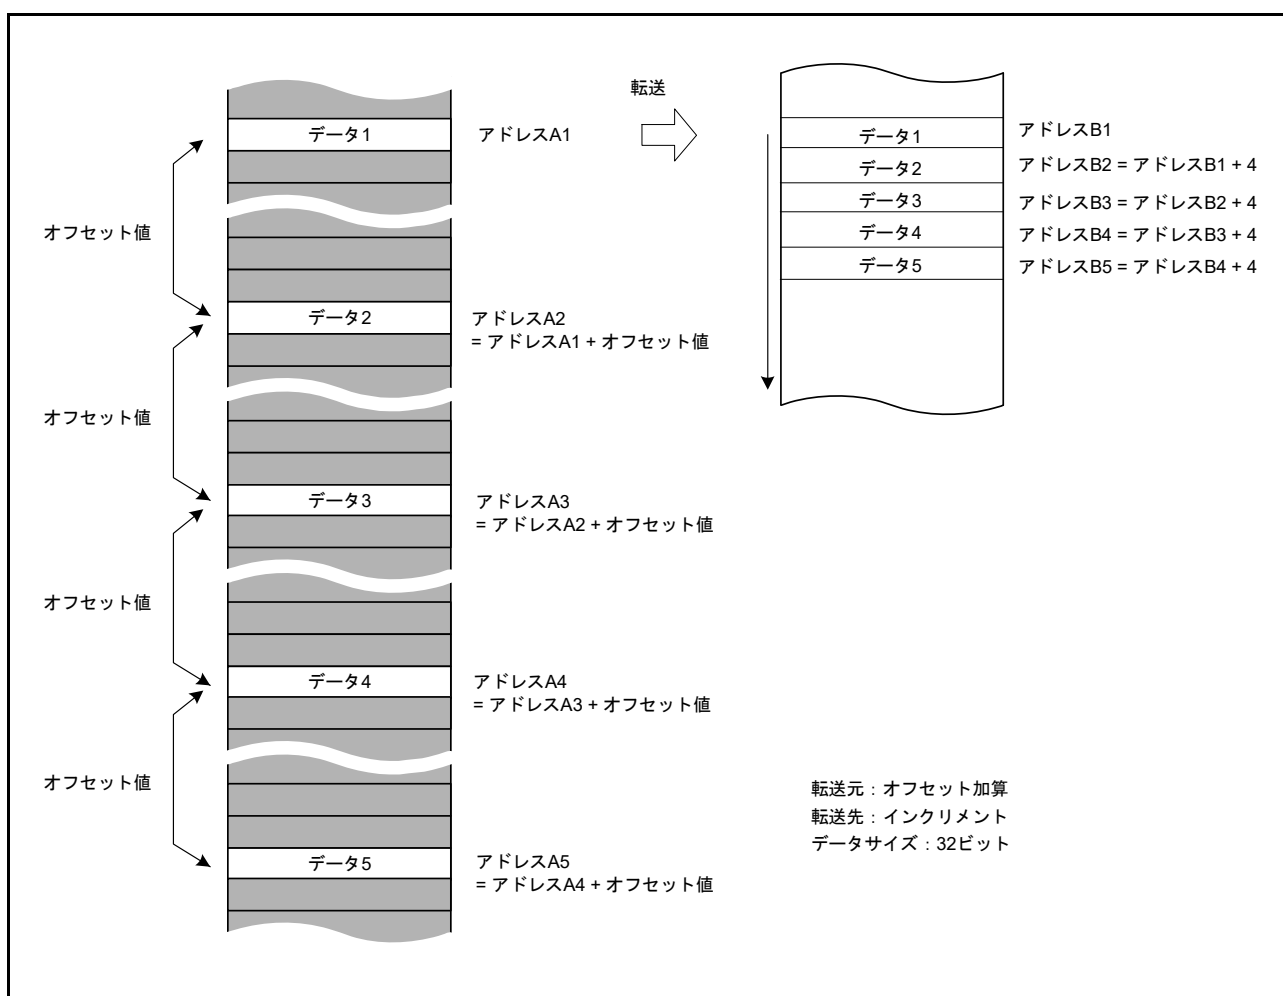 転送
データ1
アドレスA1
オフセット値
データ2
アドレスA2
= アドレスA1 + オフセット値
オフセット値
データ3
アドレスA3
= アドレスA2 + オフセット値
オフセット値
データ4
アドレスA4
= アドレスA3 + オフセット値
オフセット値
データ5
アドレスA5
= アドレスA4 + オフセット値
データ1
アドレスB1
データ2
アドレスB2 = アドレスB1 + 4
データ3
アドレスB3 = アドレスB2 + 4
データ4
アドレスB4 = アドレスB3 + 4
データ5
アドレスB5 = アドレスB4 + 4
転送元：オフセット加算
転送先：インクリメント
データサイズ：32ビット